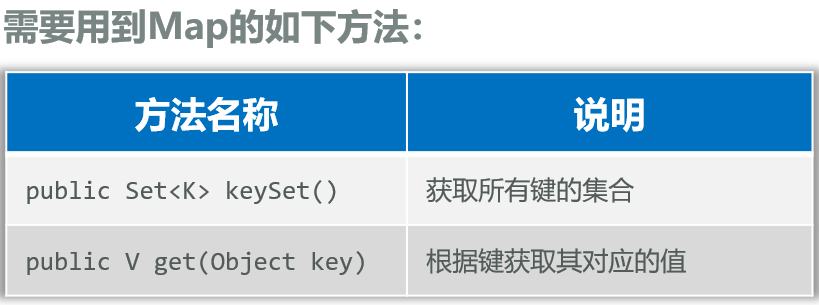 需要用到Map的如下方法：
方法名称 说明
public Set<K> keySet() 获取所有键的集合
public V get(Object key) 根据键获取其对应的值